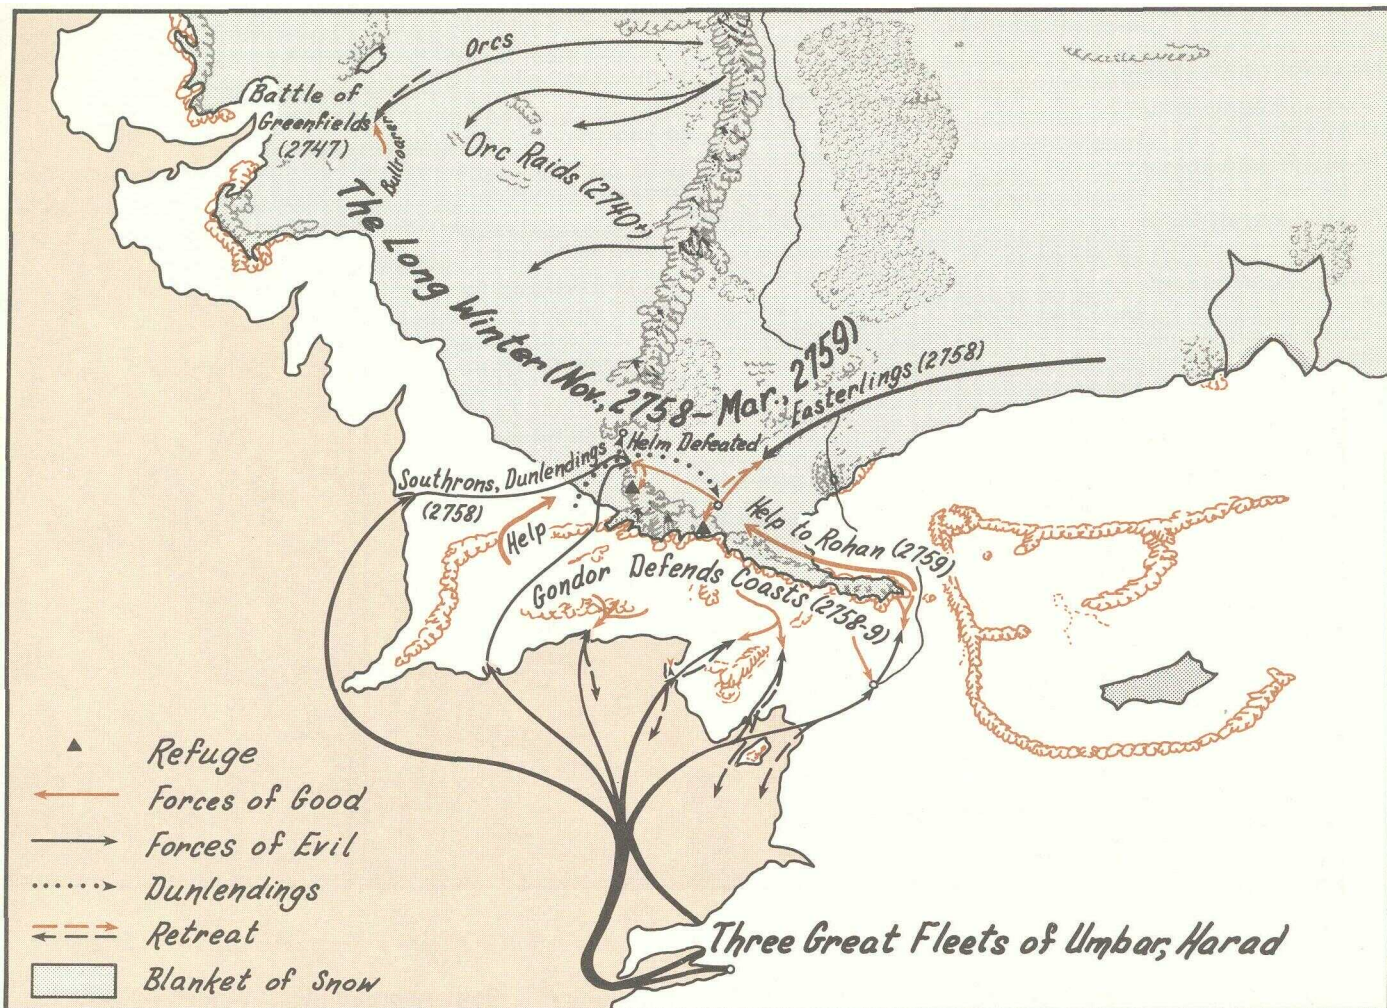 Orcs
Battle of
Greenfields
(2747)
Bullroarer
Orc Raids (2740+)
The Long Winter (Nov., 2758 – Mar., 2759)
Easterlings (2758)
Helm Defeated
Southrons, Dunlendings
(2758)
Help
Help to Rohan (2759)
Gondor Defends Coasts (2758-9)
Refuge
Forces of Good
Forces of Evil
Dunlendings
Retreat
Blanket of Snow
Three Great Fleets of Umbar, Harad